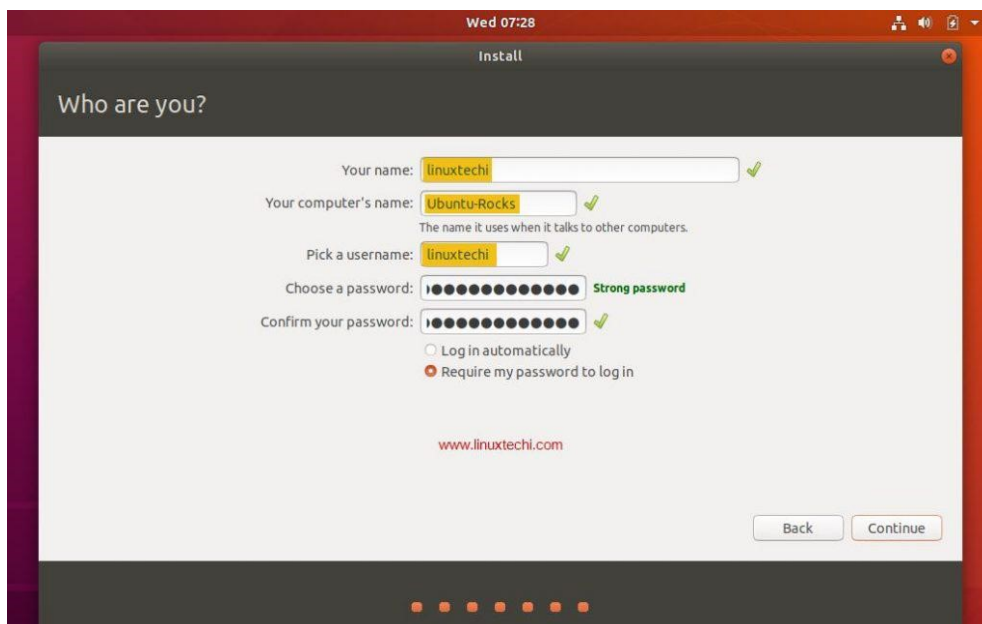 Wed 07:28
Install
Who are you?
Your name: linuxtechi
Your computer's name: Ubuntu-Rocks
The name it uses when it talks to other computers.
Pick a username: linuxtechi
Choose a password: ●●●●●●●●●●●● Strong password
Confirm your password: ●●●●●●●●●●●●
Log in automatically
Require my password to log in
www.linuxtechi.com
Back Continue